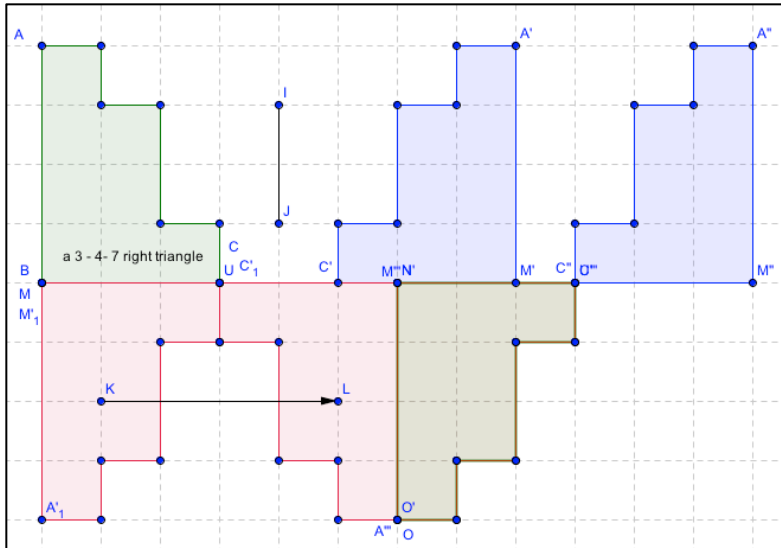 A
A'
A"
I
J
a 3 - 4- 7 right triangle
C
B
U
C'₁
C'
M'''
N'
M'
C"
M"
M
M'₁
K
L
A'₁
O'
A'''
O